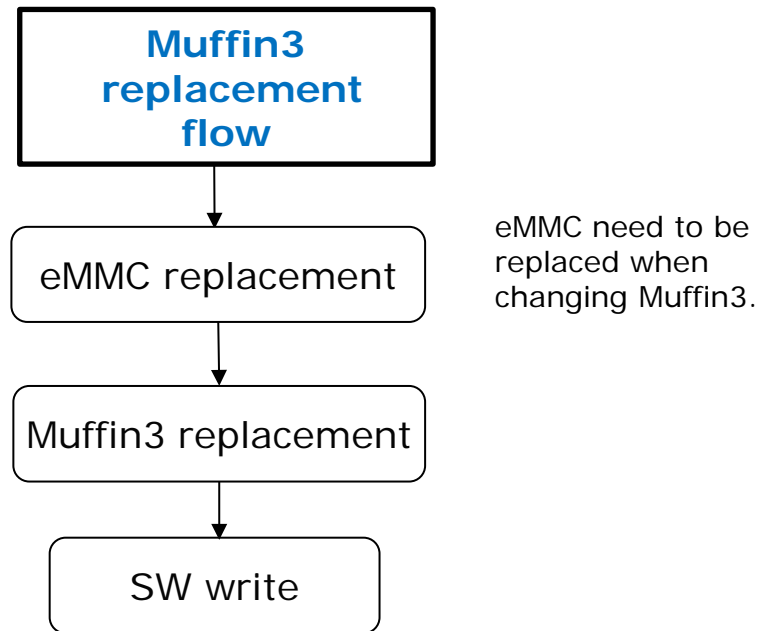 Muffin3
replacement
flow
eMMC replacement
eMMC need to be
replaced when
changing Muffin3.
Muffin3 replacement
SW write